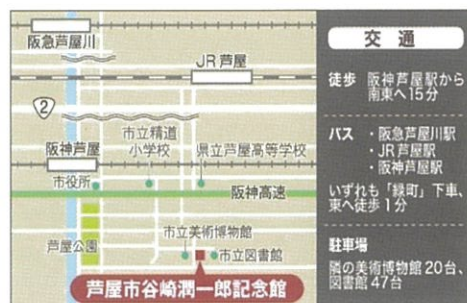 阪急芦屋川
JR芦屋
2
市立精道
小学校
県立芦屋高等学校
阪神芦屋
市役所
阪神高速
芦屋公園
市立美術博物館
市立図書館
芦屋市谷崎潤一郎記念館
交通
徒歩 阪神芦屋駅から
南東へ15分
バス ・阪急芦屋川駅
・JR芦屋駅
・阪神芦屋駅
いずれも「緑町」下車、
東へ徒歩1分
駐車場
隣の美術博物館20台、
図書館47台